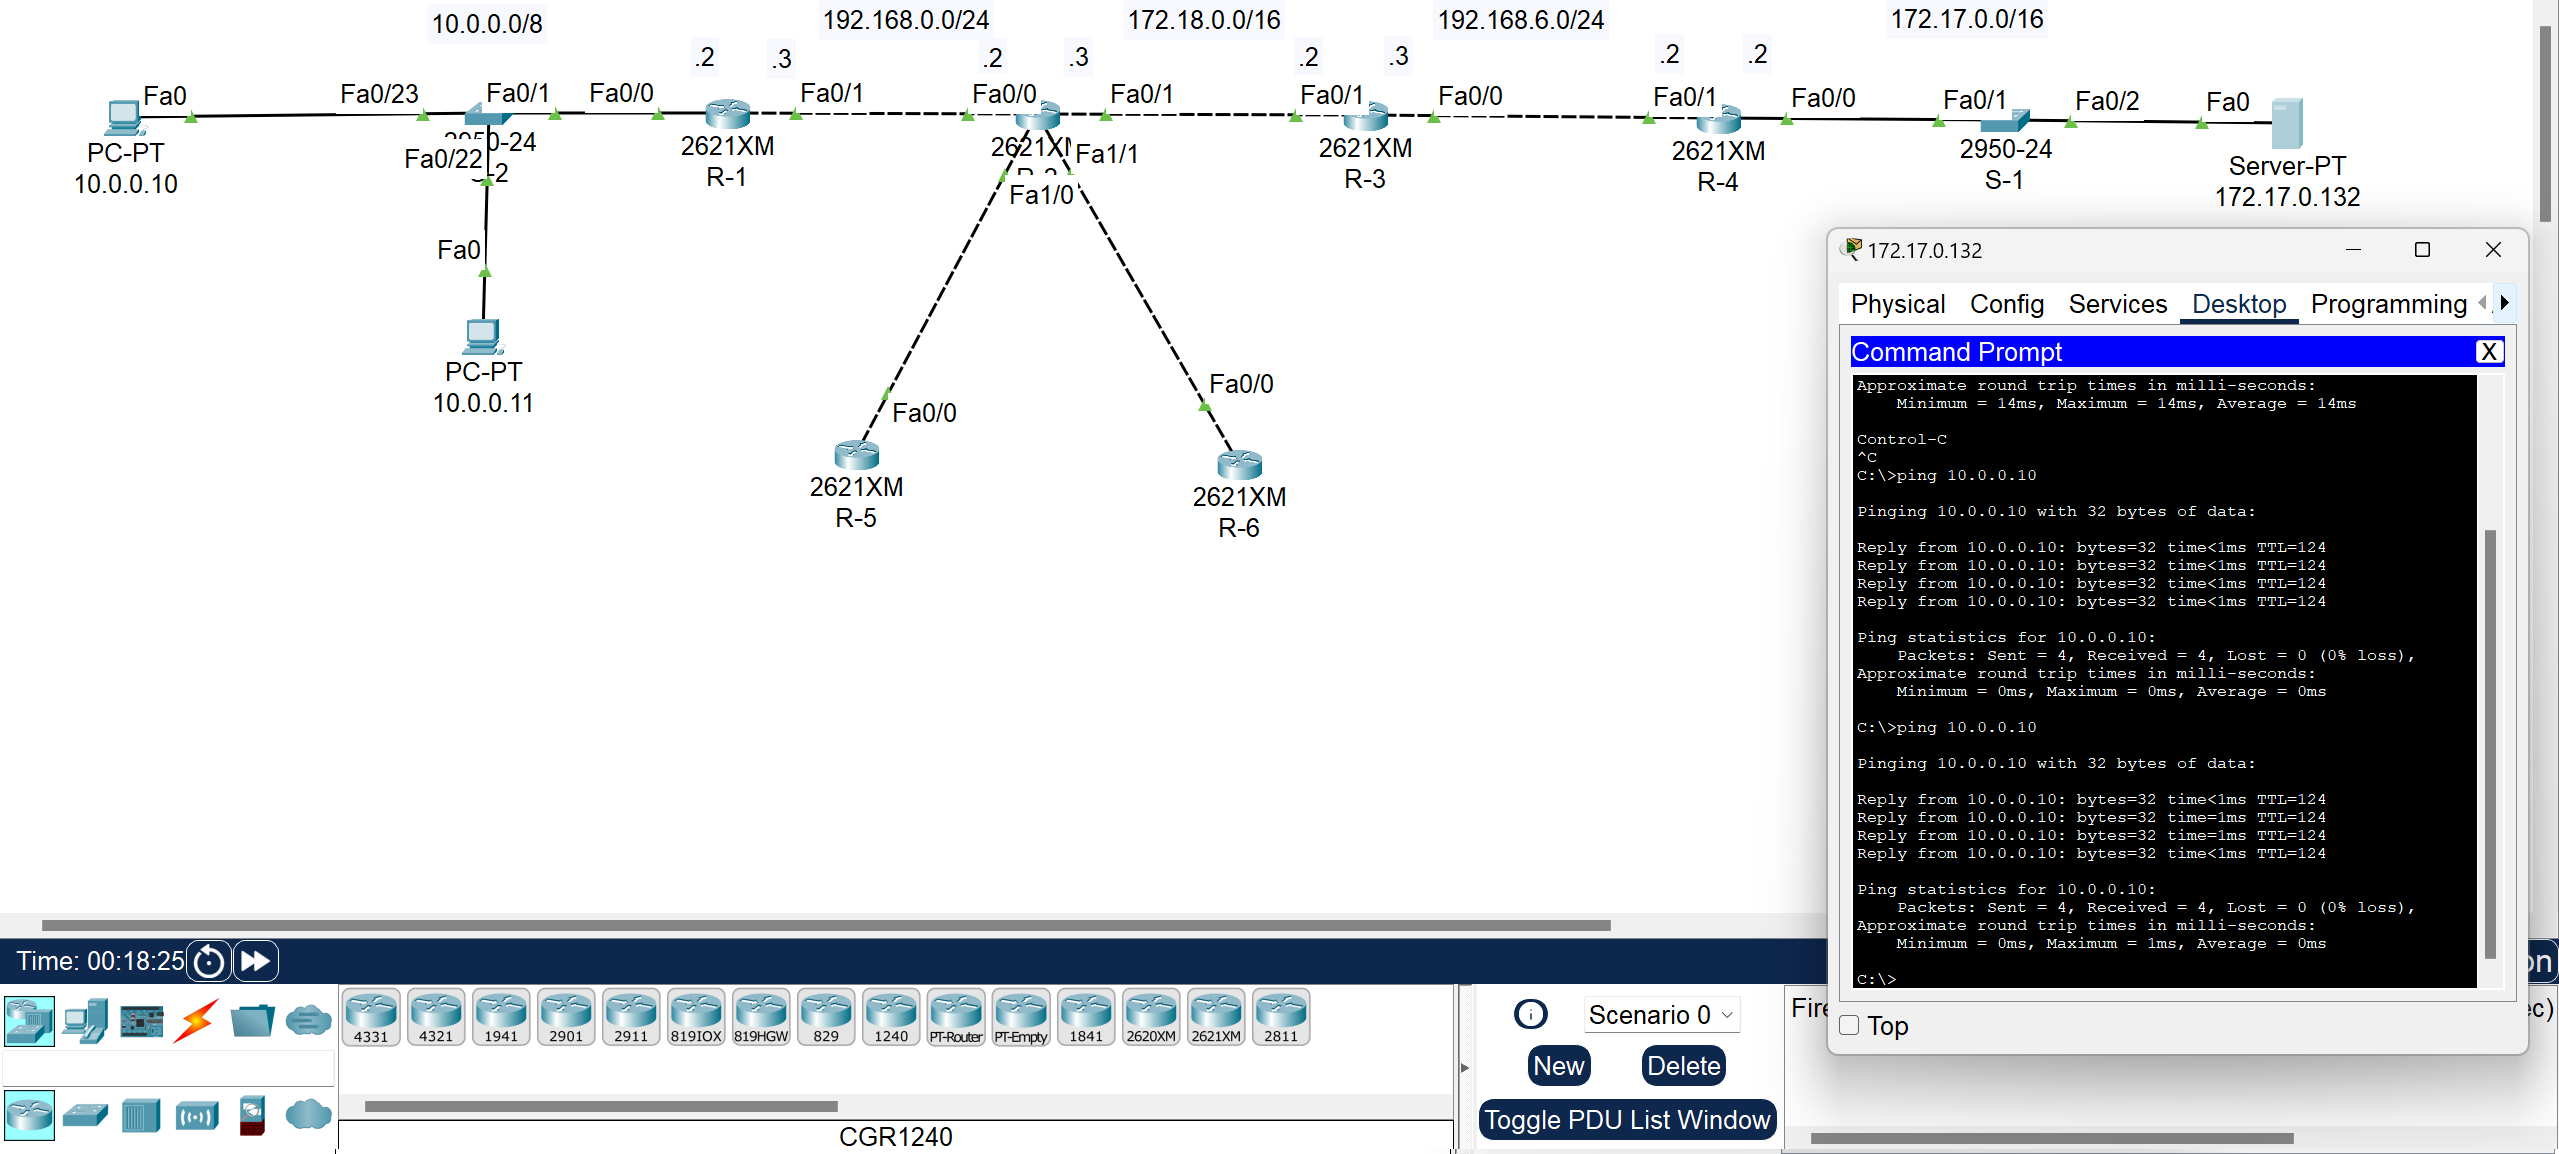 10.0.0.0/8
192.168.0.0/24
172.18.0.0/16
192.168.6.0/24
172.17.0.0/16
.2
.3
.2
.3
.2
.3
.2
.2
Fa0
Fa0/23
Fa0/1
Fa0/0
Fa0/1
Fa0/0
Fa0/1
Fa0/1
Fa0/0
Fa0/1
Fa0/0
Fa0/1
Fa0/2
Fa0
PC-PT
10.0.0.10
Fa0/22
0-24
-2
2621XM
R-1
Fa1/1
Fa1/0
2621XM
R-3
2621XM
R-4
2950-24
S-1
Server-PT
172.17.0.132
Fa0
PC-PT
10.0.0.11
Fa0/0
2621XM
R-5
Fa0/0
2621XM
R-6
172.17.0.132
Physical Config Services Desktop Programming
Command Prompt X
Approximate round trip times in milli-seconds:
Minimum = 14ms, Maximum = 14ms, Average = 14ms
Control-C
^C
C:\>ping 10.0.0.10
Pinging 10.0.0.10 with 32 bytes of data:
Reply from 10.0.0.10: bytes=32 time<1ms TTL=124
Reply from 10.0.0.10: bytes=32 time<1ms TTL=124
Reply from 10.0.0.10: bytes=32 time<1ms TTL=124
Reply from 10.0.0.10: bytes=32 time<1ms TTL=124
Ping statistics for 10.0.0.10:
Packets: Sent = 4, Received = 4, Lost = 0 (0% loss),
Approximate round trip times in milli-seconds:
Minimum = 0ms, Maximum = 0ms, Average = 0ms
C:\>ping 10.0.0.10
Pinging 10.0.0.10 with 32 bytes of data:
Reply from 10.0.0.10: bytes=32 time<1ms TTL=124
Reply from 10.0.0.10: bytes=32 time=1ms TTL=124
Reply from 10.0.0.10: bytes=32 time=1ms TTL=124
Reply from 10.0.0.10: bytes=32 time<1ms TTL=124
Ping statistics for 10.0.0.10:
Packets: Sent = 4, Received = 4, Lost = 0 (0% loss),
Approximate round trip times in milli-seconds:
Minimum = 0ms, Maximum = 1ms, Average = 0ms
C:\>
Top
Time: 00:18:25
on
4331 4321 1941 2901 2911 819IOX 819HGW 829 1240 PT-Router PT-Empty 1841 2620XM 2621XM 2811
CGR1240
Scenario 0
New Delete
Toggle PDU List Window
Fire
ec)